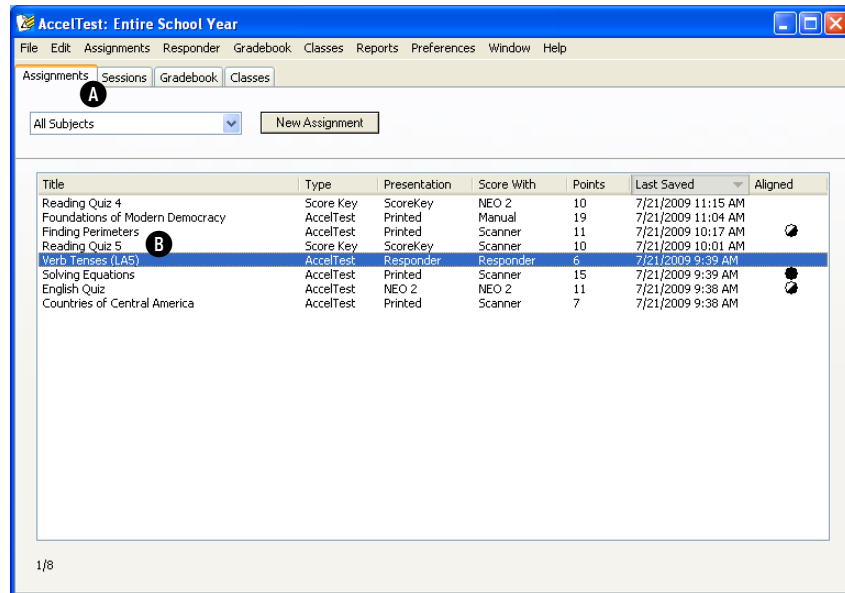 AccelTest: Entire School Year
File Edit Assignments Responder Gradebook Classes Reports Preferences Window Help
Assignments Sessions Gradebook Classes
A
All Subjects New Assignment
Title Type Presentation Score With Points Last Saved Aligned
Reading Quiz 4 Score Key ScoreKey NEO 2 10 7/21/2009 11:15 AM
Foundations of Modern Democracy AccelTest Printed Manual 19 7/21/2009 11:04 AM
Finding Perimeters AccelTest Printed Scanner 11 7/21/2009 10:17 AM
B
Reading Quiz 5 Score Key ScoreKey Scanner 10 7/21/2009 10:01 AM
Verb Tenses (LA5) AccelTest Responder Responder 6 7/21/2009 9:39 AM
Solving Equations AccelTest Printed Scanner 15 7/21/2009 9:39 AM
English Quiz AccelTest NEO 2 NEO 2 11 7/21/2009 9:38 AM
Countries of Central America AccelTest Printed Scanner 7 7/21/2009 9:38 AM
1/8